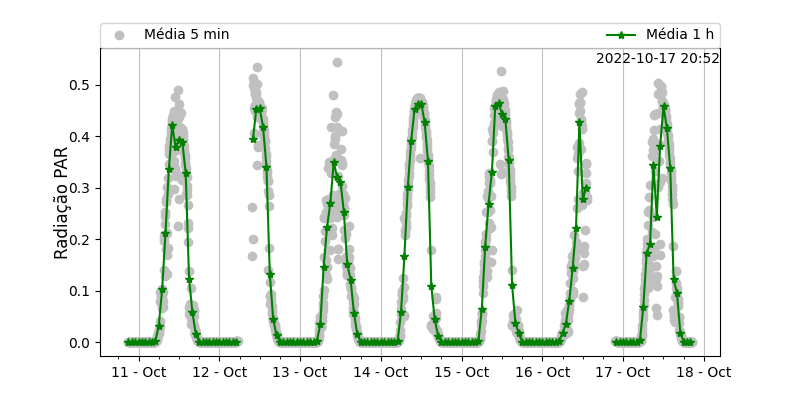 Média 5 min
Média 1 h
2022-10-17 20:52
Radiação PAR
0.5
0.4
0.3
0.2
0.1
0.0
11 - Oct
12 - Oct
13 - Oct
14 - Oct
15 - Oct
16 - Oct
17 - Oct
18 - Oct